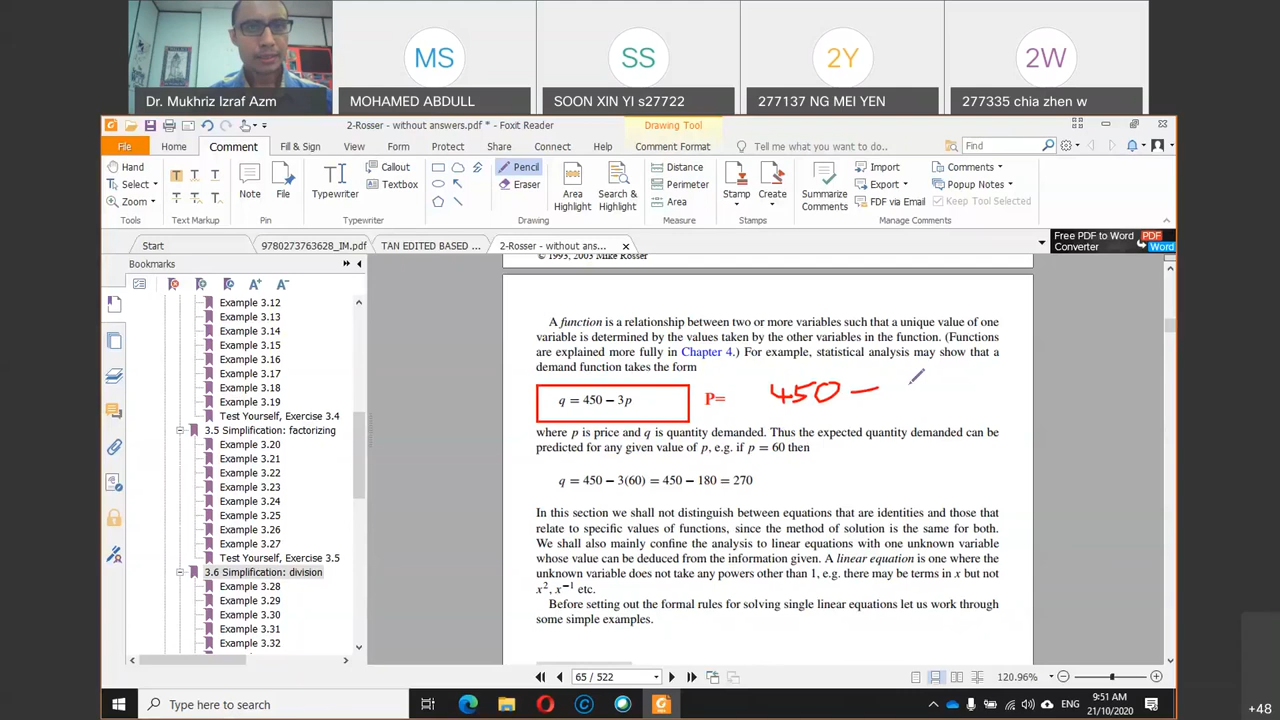 MS
SS
2Y
2W
Dr. Mukhriz Izraf Azm
MOHAMED ABDULL
SOON XIN YI s27722
277137 NG MEI YEN
277335 chia zhen w
2-Rosser - without answers.pdf * - Foxit Reader
Drawing Tool
File Home Comment Fill & Sign View Form Protect Share Connect Help Comment Format Tell me what you want to do.. Find
Hand
Select
Zoom
Tools
Text Markup
Note
File
Pin
Typewriter
Callout
Textbox
Typewriter
Pencil
Eraser
Drawing
Area Highlight
Search & Highlight
Distance
Perimeter
Area
Measure
Stamp
Create
Stamps
Summarize Comments
Import
Export
FDF via Email
Comments
Popup Notes
Keep Tool Selected
Manage Comments
Start
9780273763628_IM.pdf
TAN EDITED BASED ...
2-Rosser - without ans...
Free PDF to Word Converter
PDF
Word
Bookmarks
Example 3.12
Example 3.13
Example 3.14
Example 3.15
Example 3.16
Example 3.17
Example 3.18
Example 3.19
Test Yourself, Exercise 3.4
3.5 Simplification: factorizing
Example 3.20
Example 3.21
Example 3.22
Example 3.23
Example 3.24
Example 3.25
Example 3.26
Example 3.27
Test Yourself, Exercise 3.5
3.6 Simplification: division
Example 3.28
Example 3.29
Example 3.30
Example 3.31
Example 3.32
© 1993, 2003 Mike Rosser
A function is a relationship between two or more variables such that a unique value of one
variable is determined by the values taken by the other variables in the function. (Functions
are explained more fully in Chapter 4.) For example, statistical analysis may show that a
demand function takes the form
q = 450 − 3p P= 450 −
where p is price and q is quantity demanded. Thus the expected quantity demanded can be
predicted for any given value of p, e.g. if p = 60 then
q = 450 − 3(60) = 450 − 180 = 270
In this section we shall not distinguish between equations that are identities and those that
relate to specific values of functions, since the method of solution is the same for both.
We shall also mainly confine the analysis to linear equations with one unknown variable
whose value can be deduced from the information given. A linear equation is one where the
unknown variable does not take any powers other than 1, e.g. there may be terms in x but not
x², x⁻¹ etc.
Before setting out the formal rules for solving single linear equations let us work through
some simple examples.
65 / 522
120.96%
Type here to search
ENG
9:51 AM
21/10/2020
+48